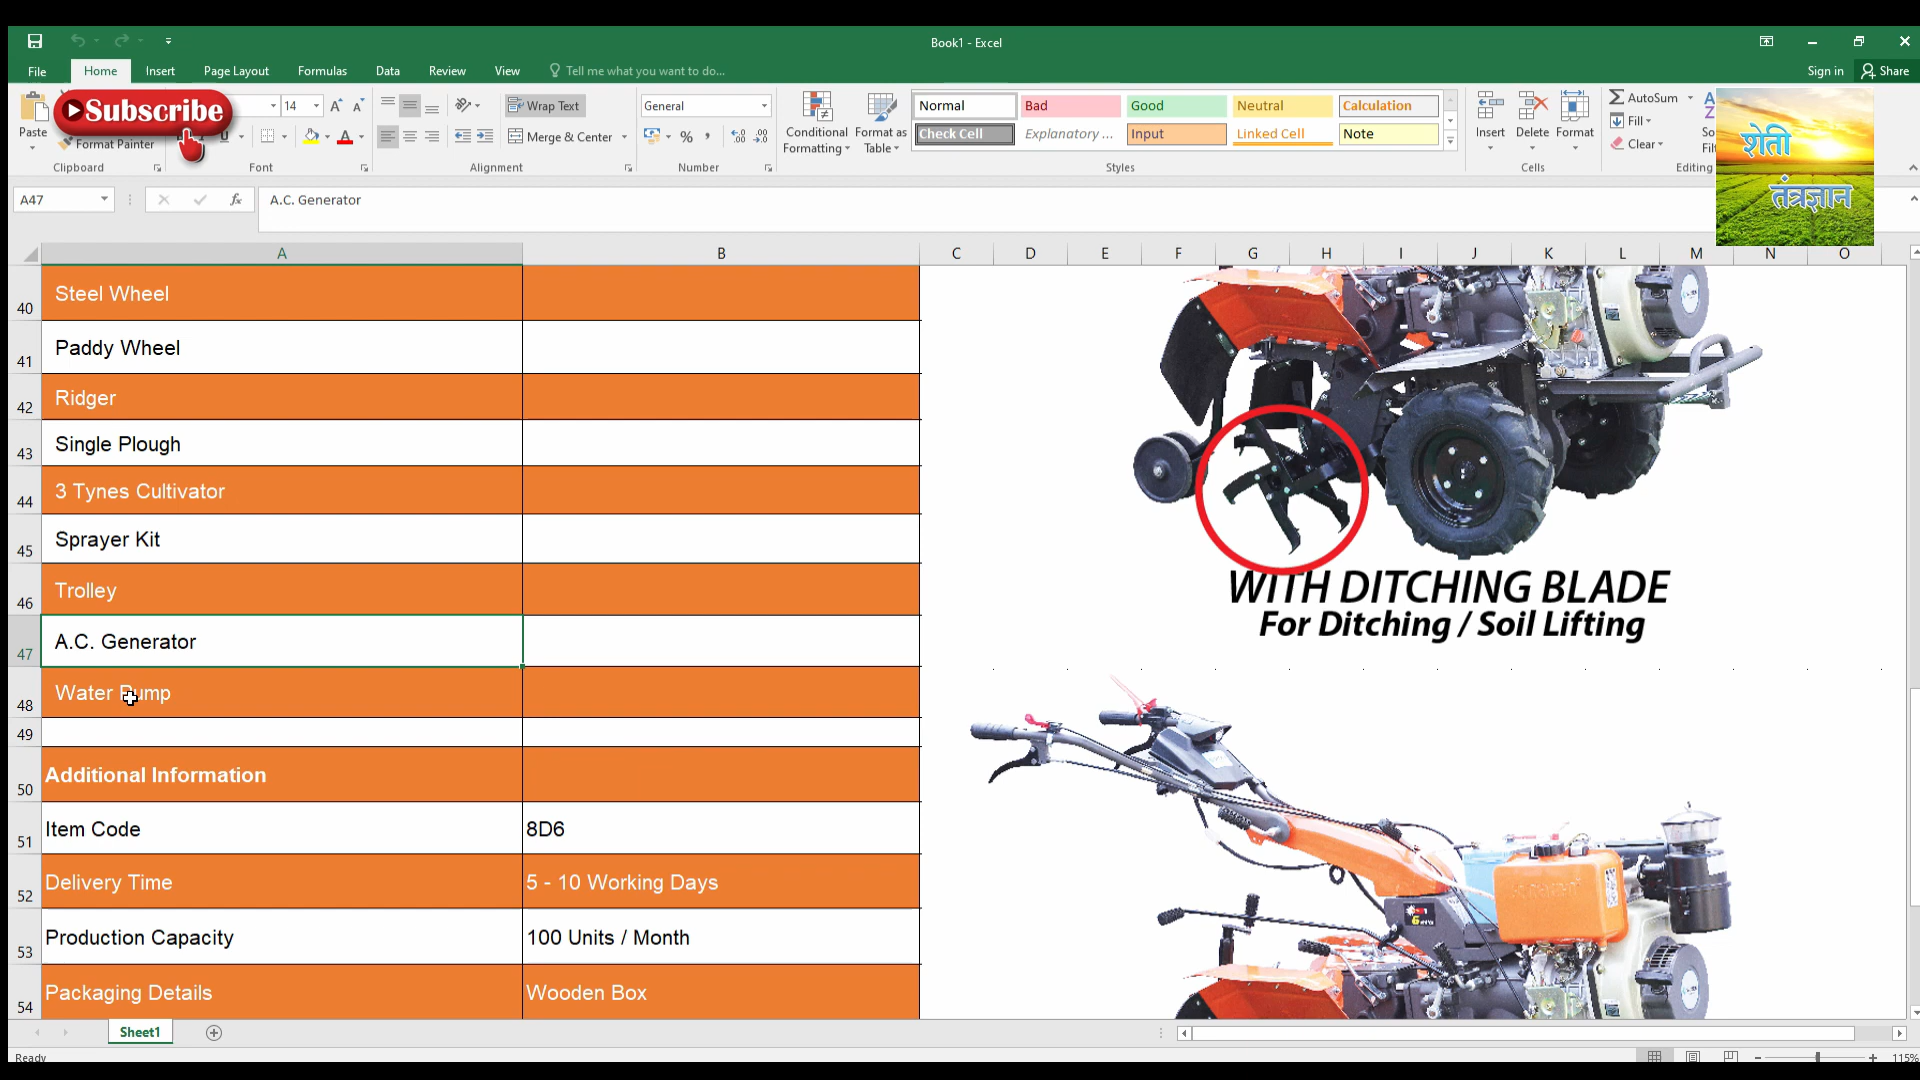 Book1 - Excel
File Home Insert Page Layout Formulas Data Review View Tell me what you want to do... Sign in Share
Subscribe
Paste
Format Painter
Clipboard
14
Font
Wrap Text
Merge & Center
Alignment
General
Number
Conditional Formatting
Format as Table
Normal Bad Good Neutral Calculation
Check Cell Explanatory ... Input Linked Cell Note
Styles
Insert Delete Format
Cells
AutoSum
Fill
Clear
Editing
शेती
तंत्रज्ञान
A47 fx A.C. Generator
A B C D E F G H I J K L M N O
40 Steel Wheel
41 Paddy Wheel
42 Ridger
43 Single Plough
44 3 Tynes Cultivator
45 Sprayer Kit
46 Trolley
47 A.C. Generator
48 Water Pump
49
50 Additional Information
51 Item Code 8D6
52 Delivery Time 5 - 10 Working Days
53 Production Capacity 100 Units / Month
54 Packaging Details Wooden Box
WITH DITCHING BLADE
For Ditching / Soil Lifting
Sheet1
Ready
115%